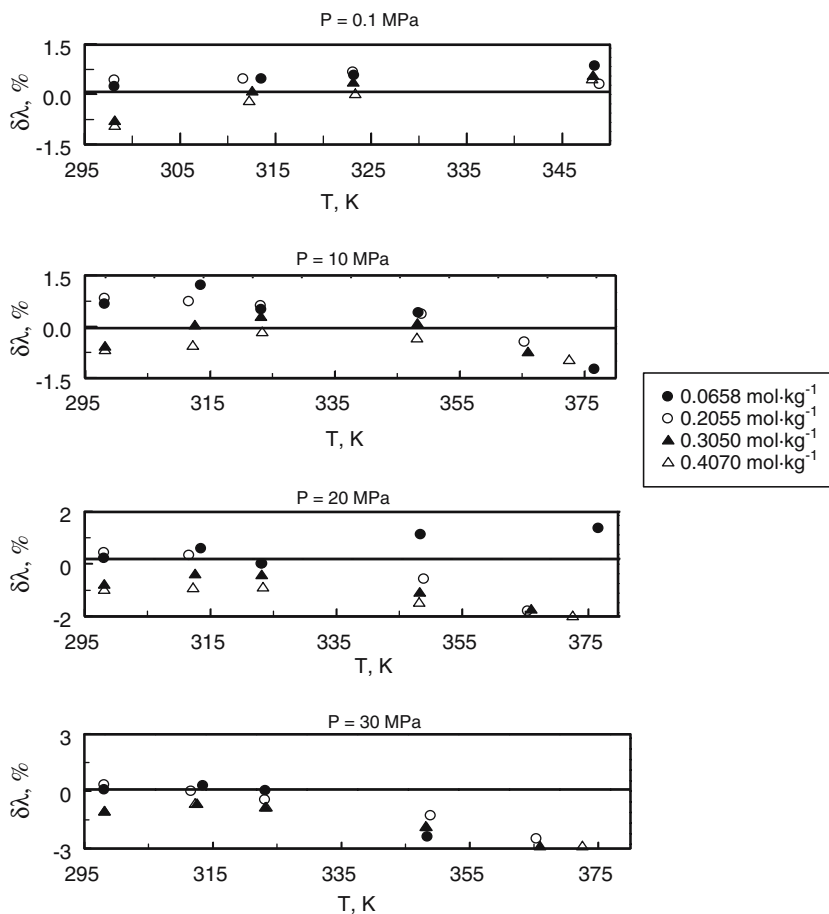 P = 0.1 MPa
1.5
0.0
-1.5
δλ, %
295 305 315 325 335 345
T, K
P = 10 MPa
1.5
0.0
-1.5
δλ, %
295 315 335 355 375
T, K
● 0.0658 mol·kg⁻¹
○ 0.2055 mol·kg⁻¹
▲ 0.3050 mol·kg⁻¹
△ 0.4070 mol·kg⁻¹
P = 20 MPa
2
0
-2
δλ, %
295 315 335 355 375
T, K
P = 30 MPa
3
0
-3
δλ, %
295 315 335 355 375
T, K